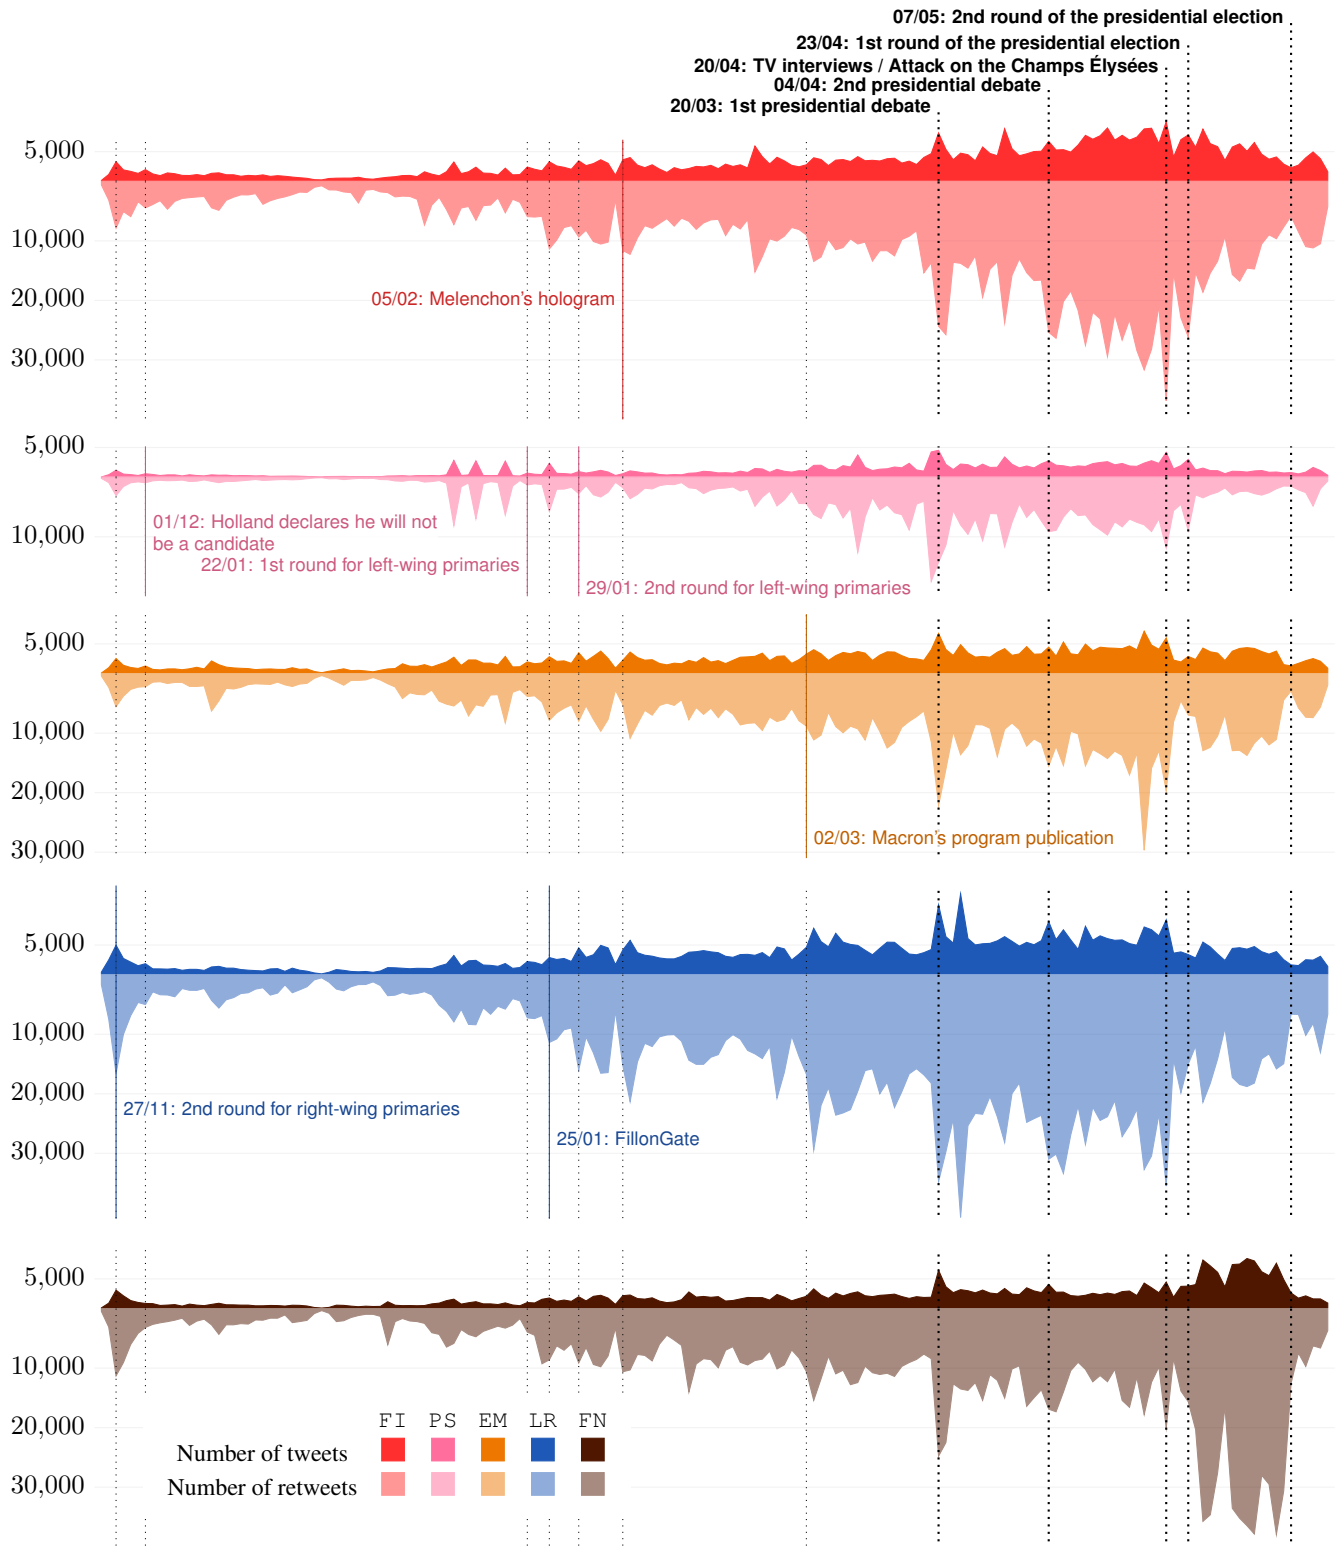 07/05: 2nd round of the presidential election
23/04: 1st round of the presidential election
20/04: TV interviews / Attack on the Champs Élysées
04/04: 2nd presidential debate
20/03: 1st presidential debate
5,000
10,000
20,000
05/02: Melenchon's hologram
30,000
5,000
01/12: Holland declares he will not
be a candidate
10,000
22/01: 1st round for left-wing primaries
29/01: 2nd round for left-wing primaries
5,000
10,000
20,000
02/03: Macron's program publication
30,000
5,000
10,000
20,000
27/11: 2nd round for right-wing primaries
25/01: FillonGate
30,000
5,000
10,000
20,000
30,000
FI PS EM LR FN
Number of tweets
Number of retweets